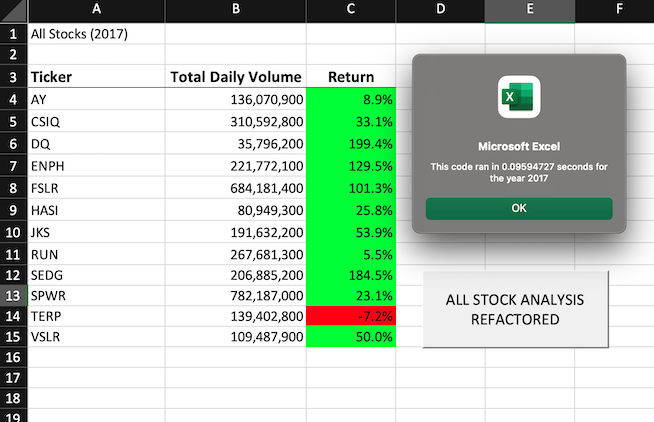 A B C D E F
1 All Stocks (2017)
2
3 Ticker Total Daily Volume Return
4 AY 136,070,900 8.9%
5 CSIQ 310,592,800 33.1%
6 DQ 35,796,200 199.4%
7 ENPH 221,772,100 129.5%
8 FSLR 684,181,400 101.3%
9 HASI 80,949,300 25.8%
10 JKS 191,632,200 53.9%
11 RUN 267,681,300 5.5%
12 SEDG 206,885,200 184.5%
13 SPWR 782,187,000 23.1%
14 TERP 139,402,800 -7.2%
15 VSLR 109,487,900 50.0%
16
17
18
19
X
Microsoft Excel
This code ran in 0.09594727 seconds for
the year 2017
OK
ALL STOCK ANALYSIS
REFACTORED